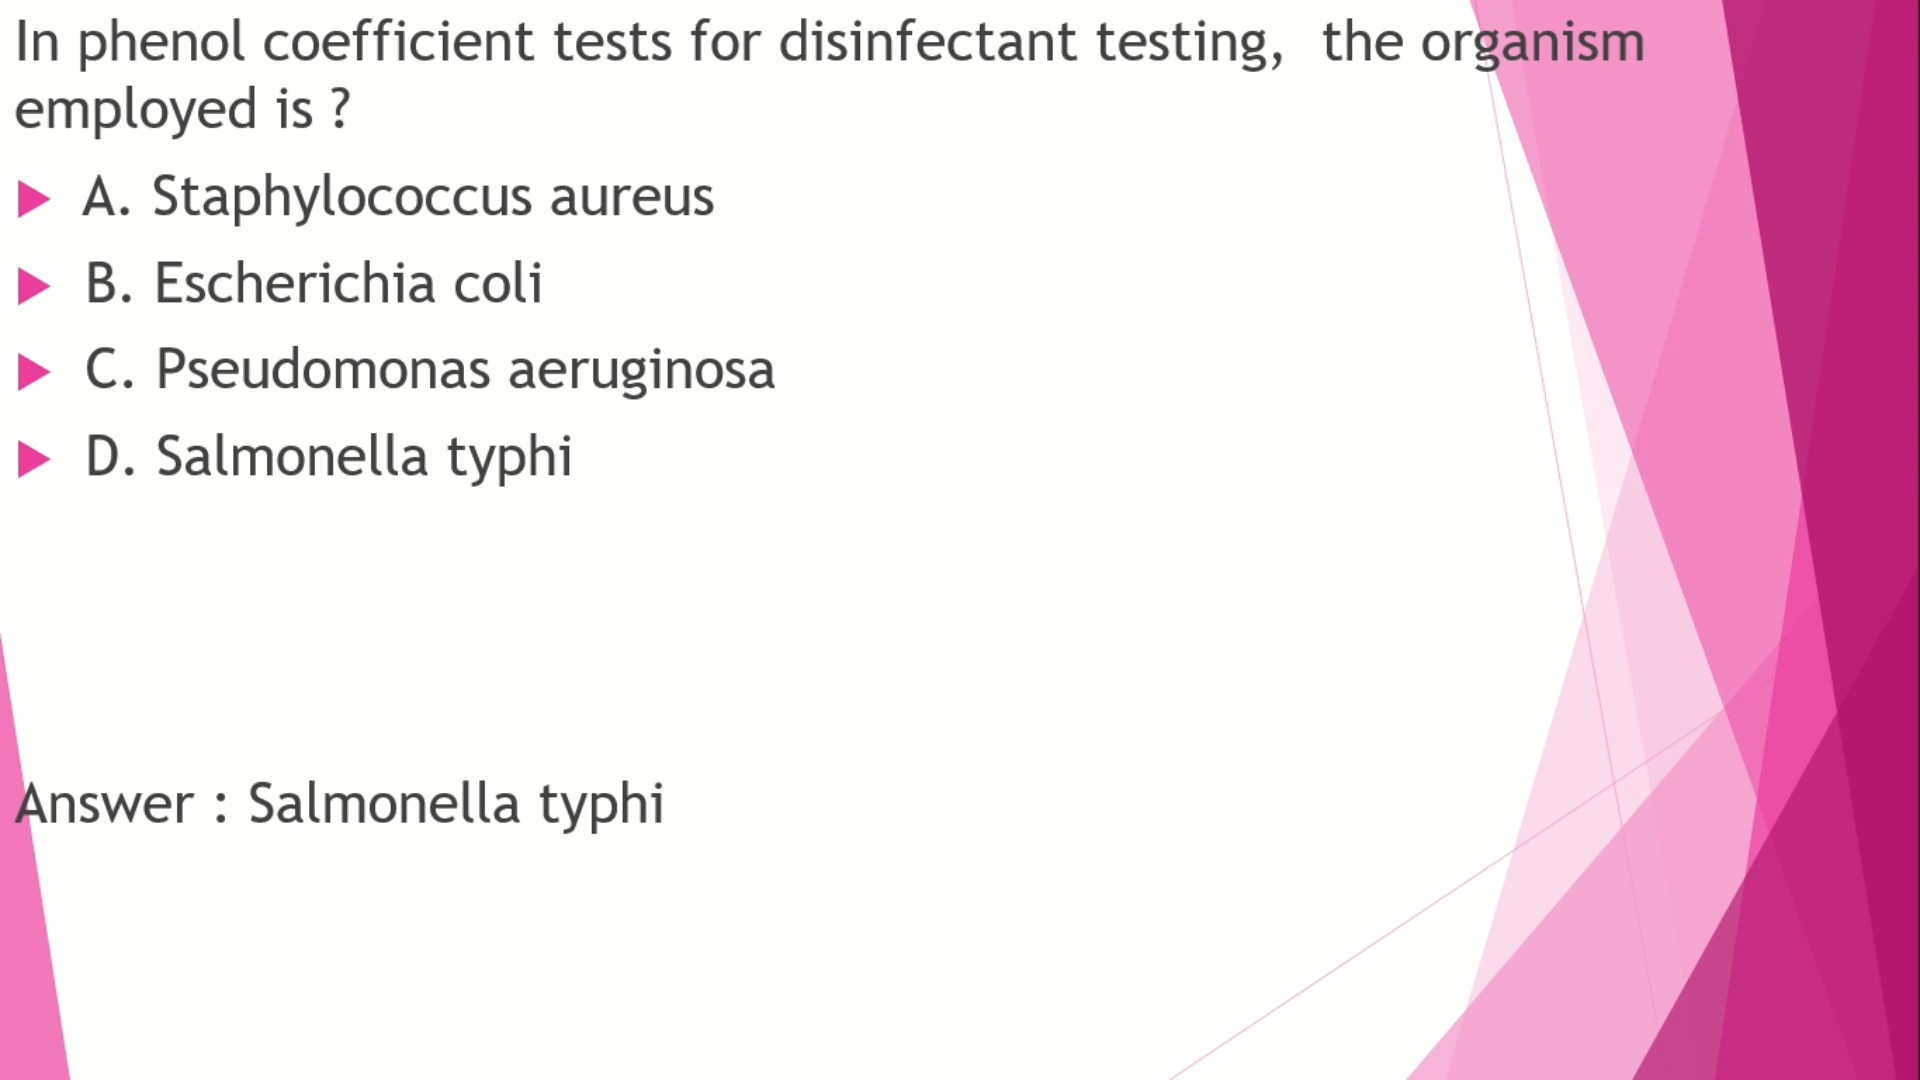 In phenol coefficient tests for disinfectant testing, the organism
employed is ?
A. Staphylococcus aureus
B. Escherichia coli
C. Pseudomonas aeruginosa
D. Salmonella typhi
Answer : Salmonella typhi